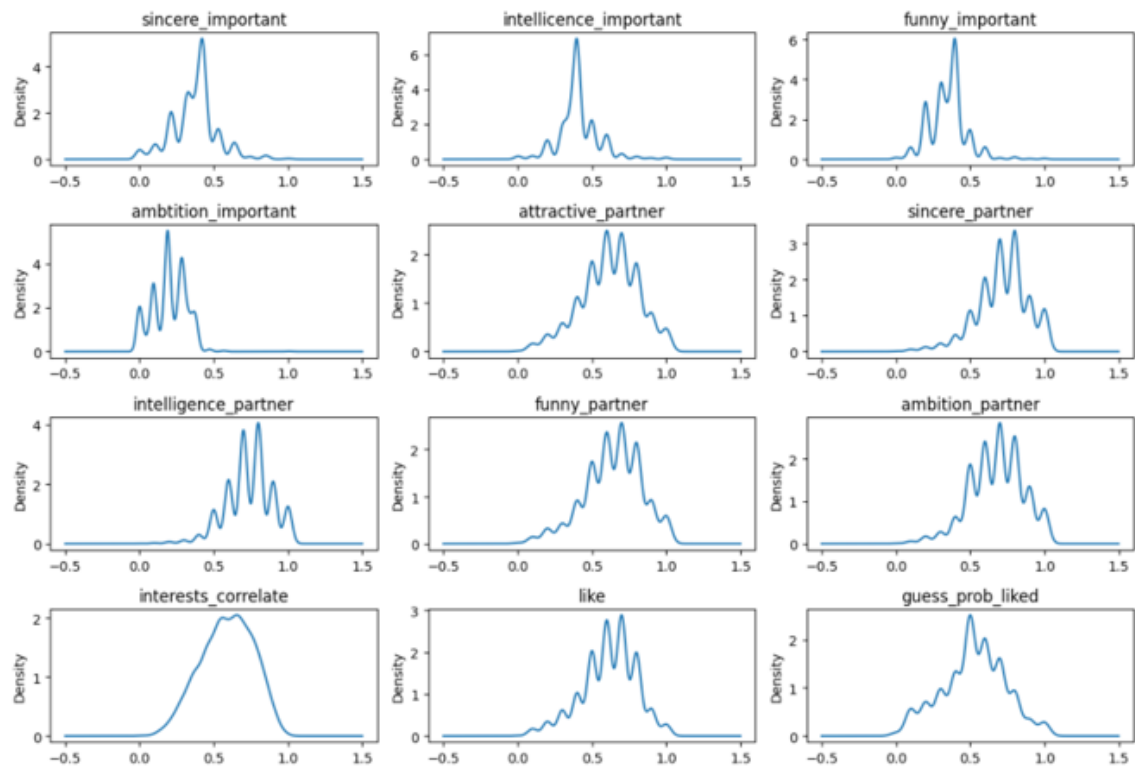 sincere_important intellicence_important funny_important
Density 4 2 0 Density 6 4 2 0 Density 6 4 2 0
−0.5 0.0 0.5 1.0 1.5 −0.5 0.0 0.5 1.0 1.5 −0.5 0.0 0.5 1.0 1.5
ambtition_important attractive_partner sincere_partner
Density 4 2 0 Density 2 1 0 Density 3 2 1 0
−0.5 0.0 0.5 1.0 1.5 −0.5 0.0 0.5 1.0 1.5 −0.5 0.0 0.5 1.0 1.5
intelligence_partner funny_partner ambition_partner
Density 4 2 0 Density 2 1 0 Density 2 1 0
−0.5 0.0 0.5 1.0 1.5 −0.5 0.0 0.5 1.0 1.5 −0.5 0.0 0.5 1.0 1.5
interests_correlate like guess_prob_liked
Density 2 1 0 Density 3 2 1 0 Density 2 1 0
−0.5 0.0 0.5 1.0 1.5 −0.5 0.0 0.5 1.0 1.5 −0.5 0.0 0.5 1.0 1.5